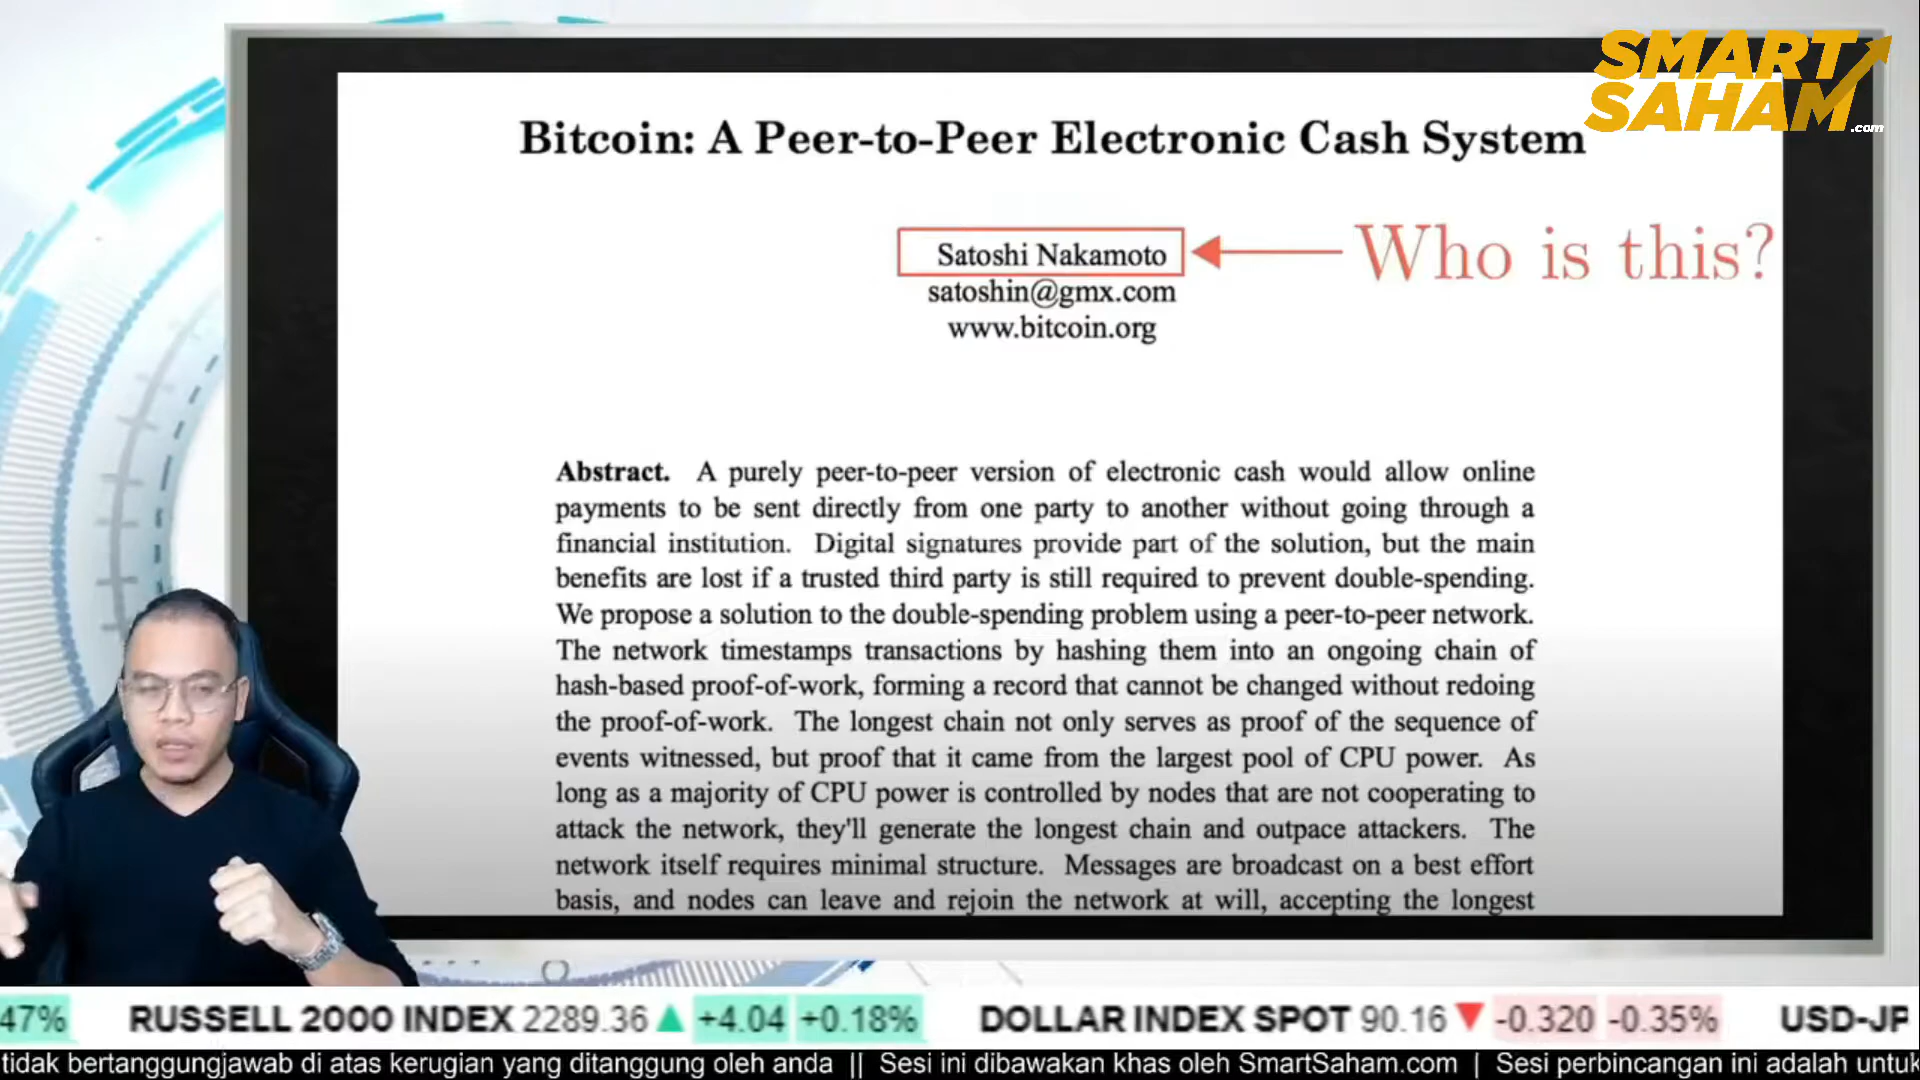 SMART
SAHAM
.com
Bitcoin: A Peer-to-Peer Electronic Cash System
Satoshi Nakamoto
Who is this?
satoshin@gmx.com
www.bitcoin.org
Abstract. A purely peer-to-peer version of electronic cash would allow online
payments to be sent directly from one party to another without going through a
financial institution. Digital signatures provide part of the solution, but the main
benefits are lost if a trusted third party is still required to prevent double-spending.
We propose a solution to the double-spending problem using a peer-to-peer network.
The network timestamps transactions by hashing them into an ongoing chain of
hash-based proof-of-work, forming a record that cannot be changed without redoing
the proof-of-work. The longest chain not only serves as proof of the sequence of
events witnessed, but proof that it came from the largest pool of CPU power. As
long as a majority of CPU power is controlled by nodes that are not cooperating to
attack the network, they'll generate the longest chain and outpace attackers. The
network itself requires minimal structure. Messages are broadcast on a best effort
basis, and nodes can leave and rejoin the network at will, accepting the longest
47% RUSSELL 2000 INDEX 2289.36 ▲ +4.04 +0.18% DOLLAR INDEX SPOT 90.16 ▼ -0.320 -0.35% USD-JP
tidak bertanggungjawab di atas kerugian yang ditanggung oleh anda || Sesi ini dibawakan khas oleh SmartSaham.com | Sesi perbincangan ini adalah untuk